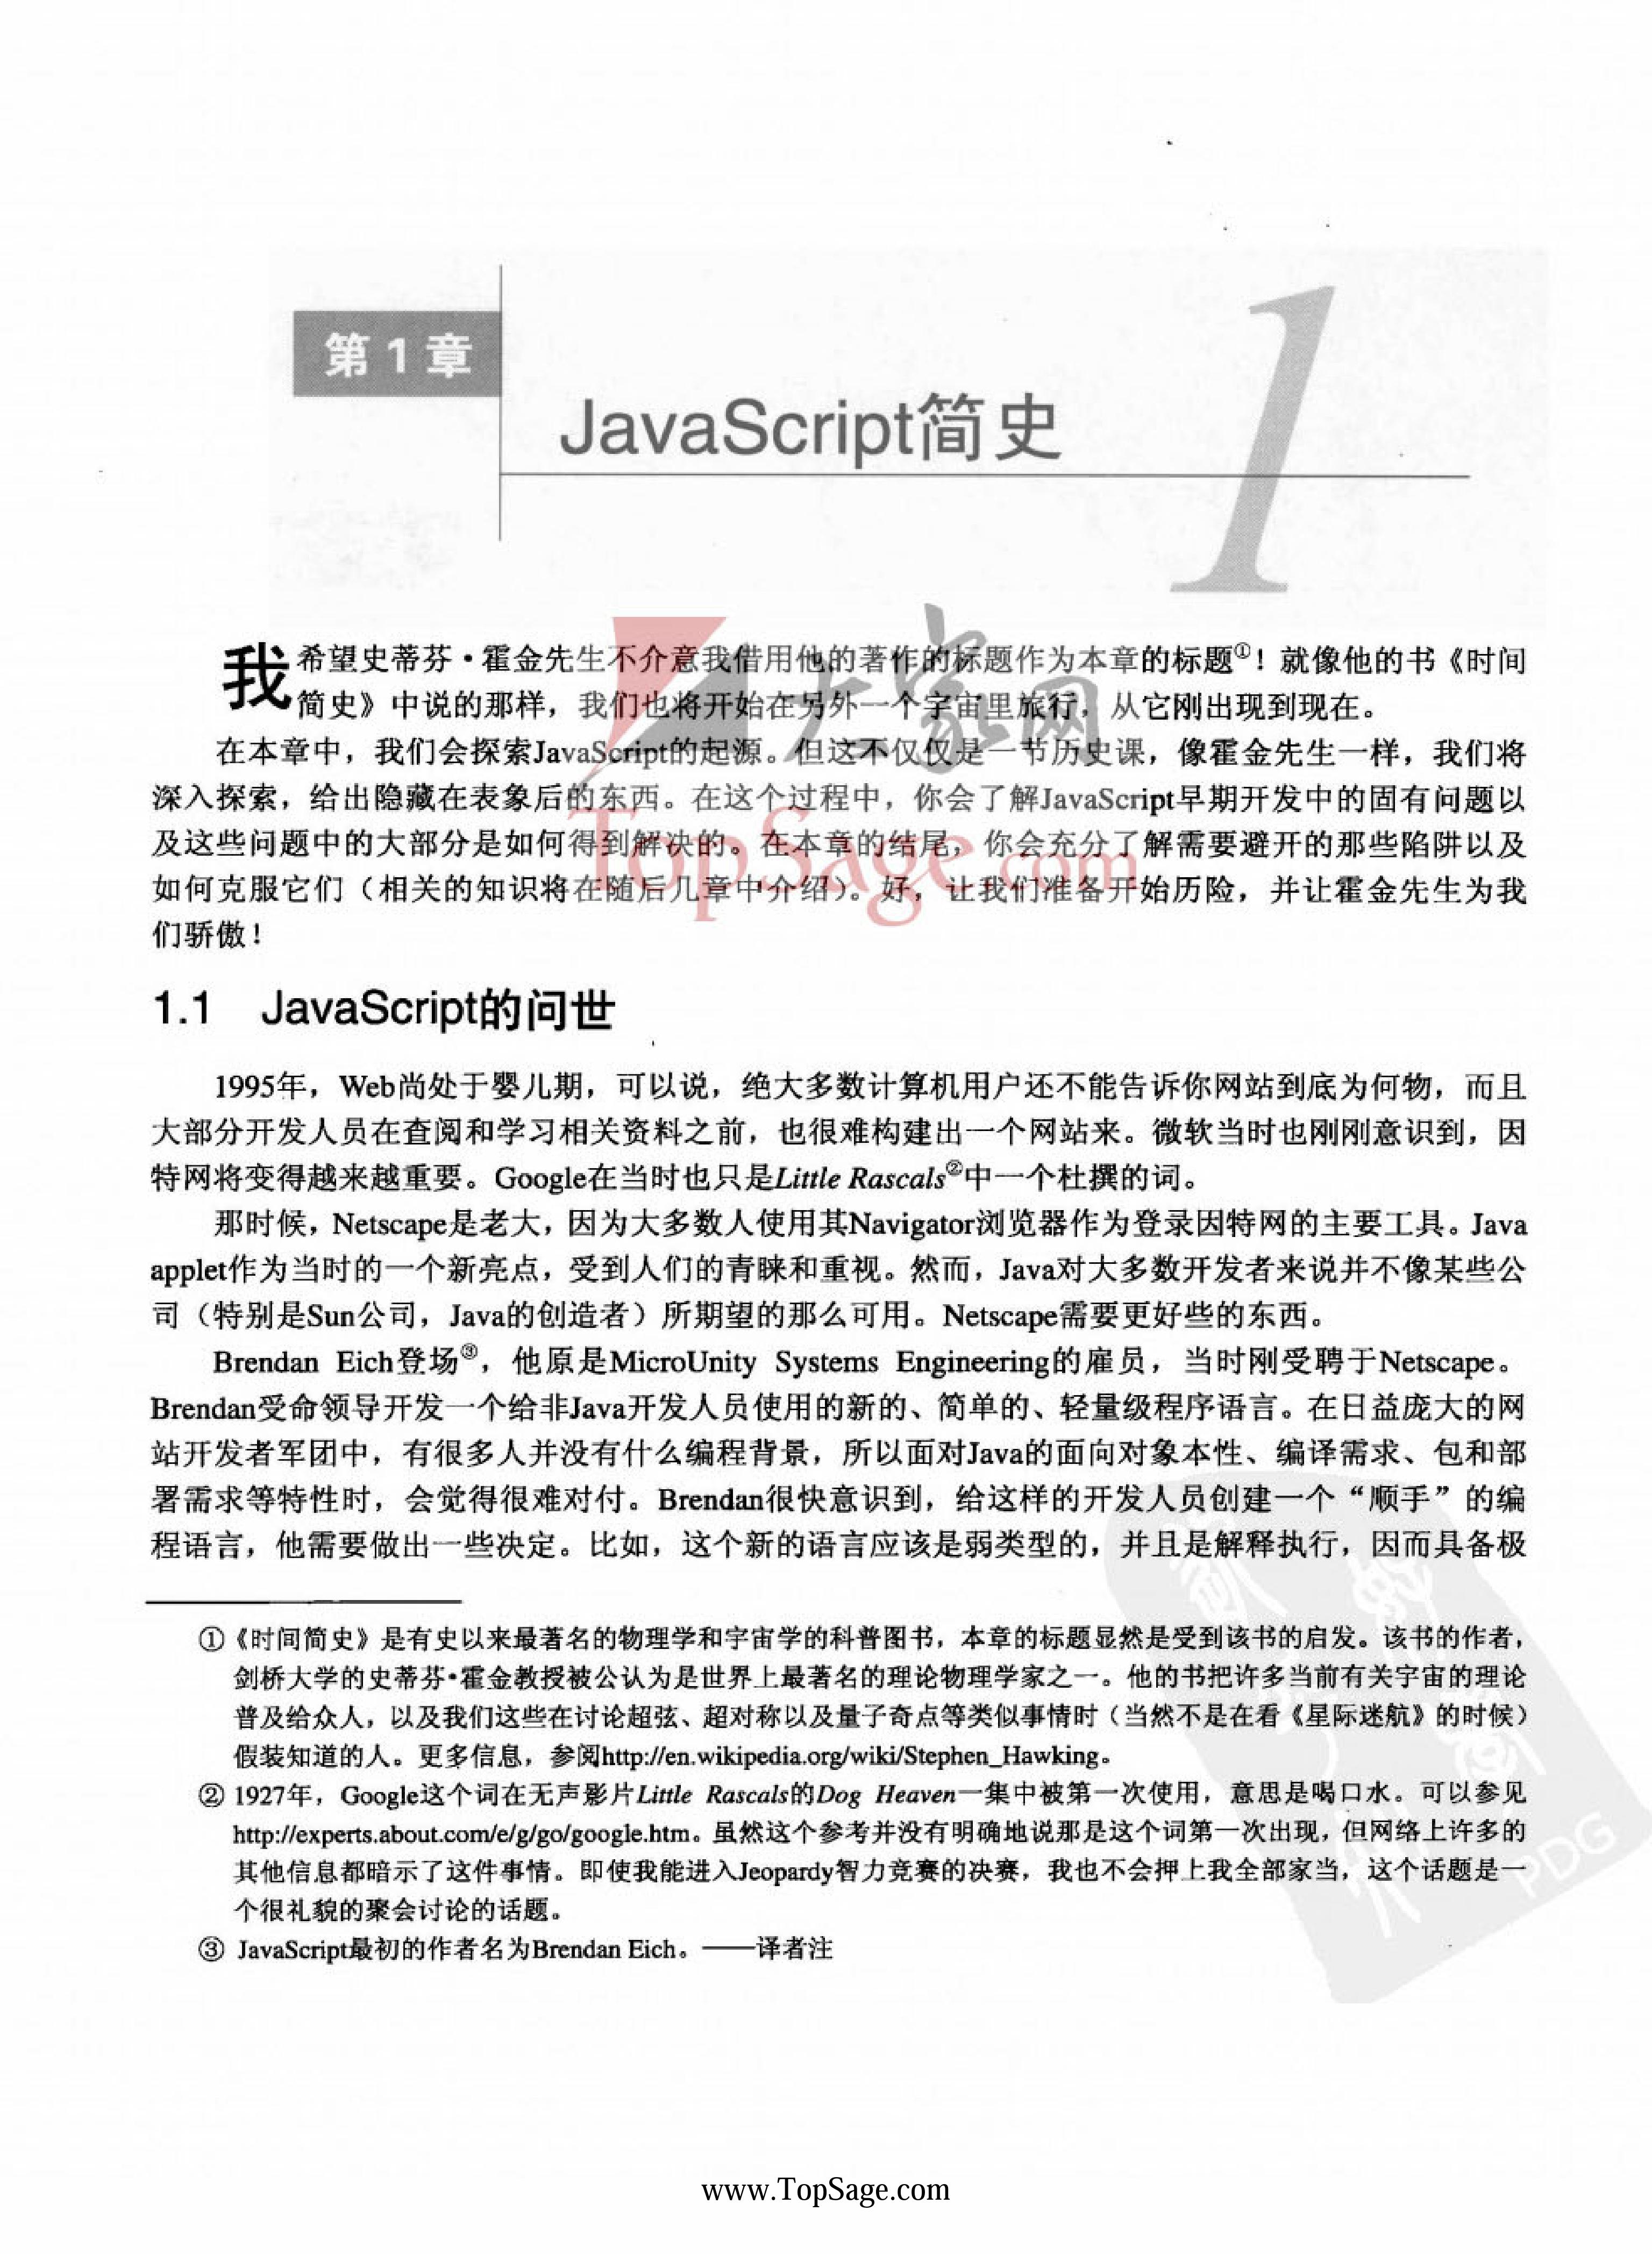 第1章
JavaScript简史
1
我希望史蒂芬·霍金先生不介意我借用他的著作的标题作为本章的标题①！就像他的书《时间
简史》中说的那样，我们也将开始在另外一个宇宙里旅行，从它刚出现到现在。
大家网
在本章中，我们会探索JavaScript的起源。但这不仅仅是一节历史课，像霍金先生一样，我们将
深入探索，给出隐藏在表象后的东西。在这个过程中，你会了解JavaScript早期开发中的固有问题以
及这些问题中的大部分是如何得到解决的。在本章的结尾，你会充分了解需要避开的那些陷阱以及
TopSage.com
如何克服它们（相关的知识将在随后几章中介绍）。好，让我们准备开始历险，并让霍金先生为我
们骄傲！
1.1 JavaScript的问世
1995年，Web尚处于婴儿期，可以说，绝大多数计算机用户还不能告诉你网站到底为何物，而且
大部分开发人员在查阅和学习相关资料之前，也很难构建出一个网站来。微软当时也刚刚意识到，因
特网将变得越来越重要。Google在当时也只是Little Rascals②中一个杜撰的词。
那时候，Netscape是老大，因为大多数人使用其Navigator浏览器作为登录因特网的主要工具。Java
applet作为当时的一个新亮点，受到人们的青睐和重视。然而，Java对大多数开发者来说并不像某些公
司（特别是Sun公司，Java的创造者）所期望的那么可用。Netscape需要更好些的东西。
Brendan Eich登场③，他原是MicroUnity Systems Engineering的雇员，当时刚受聘于Netscape。
Brendan受命领导开发一个给非Java开发人员使用的新的、简单的、轻量级程序语言。在日益庞大的网
站开发者军团中，有很多人并没有什么编程背景，所以面对Java的面向对象本性、编译需求、包和部
署需求等特性时，会觉得很难对付。Brendan很快意识到，给这样的开发人员创建一个“顺手”的编
程语言，他需要做出一些决定。比如，这个新的语言应该是弱类型的，并且是解释执行，因而具备极
①《时间简史》是有史以来最著名的物理学和宇宙学的科普图书，本章的标题显然是受到该书的启发。该书的作者，
剑桥大学的史蒂芬·霍金教授被公认为是世界上最著名的理论物理学家之一。他的书把许多当前有关宇宙的理论
普及给众人，以及我们这些在讨论超弦、超对称以及量子奇点等类似事情时（当然不是在看《星际迷航》的时候）
假装知道的人。更多信息，参阅http://en.wikipedia.org/wiki/Stephen_Hawking。
② 1927年，Google这个词在无声影片Little Rascals的Dog Heaven一集中被第一次使用，意思是喝口水。可以参见
http://experts.about.com/e/g/go/google.htm。虽然这个参考并没有明确地说那是这个词第一次出现，但网络上许多的
其他信息都暗示了这件事情。即使我能进入Jeopardy智力竞赛的决赛，我也不会押上我全部家当，这个话题是一
个很礼貌的聚会讨论的话题。
PDG
③ JavaScript最初的作者名为Brendan Eich。——译者注
www.TopSage.com